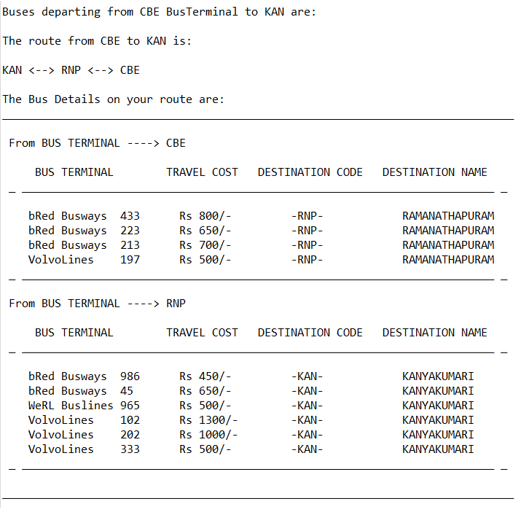 Buses departing from CBE BusTerminal to KAN are:
The route from CBE to KAN is:
KAN <--> RNP <--> CBE
The Bus Details on your route are:
From BUS TERMINAL ----> CBE
BUS TERMINAL TRAVEL COST DESTINATION CODE DESTINATION NAME
bRed Busways 433 Rs 800/- -RNP- RAMANATHAPURAM
bRed Busways 223 Rs 650/- -RNP- RAMANATHAPURAM
bRed Busways 213 Rs 700/- -RNP- RAMANATHAPURAM
VolvoLines 197 Rs 500/- -RNP- RAMANATHAPURAM
From BUS TERMINAL ----> RNP
BUS TERMINAL TRAVEL COST DESTINATION CODE DESTINATION NAME
bRed Busways 986 Rs 450/- -KAN- KANYAKUMARI
bRed Busways 45 Rs 650/- -KAN- KANYAKUMARI
WeRL Buslines 965 Rs 500/- -KAN- KANYAKUMARI
VolvoLines 102 Rs 1300/- -KAN- KANYAKUMARI
VolvoLines 202 Rs 1000/- -KAN- KANYAKUMARI
VolvoLines 333 Rs 500/- -KAN- KANYAKUMARI